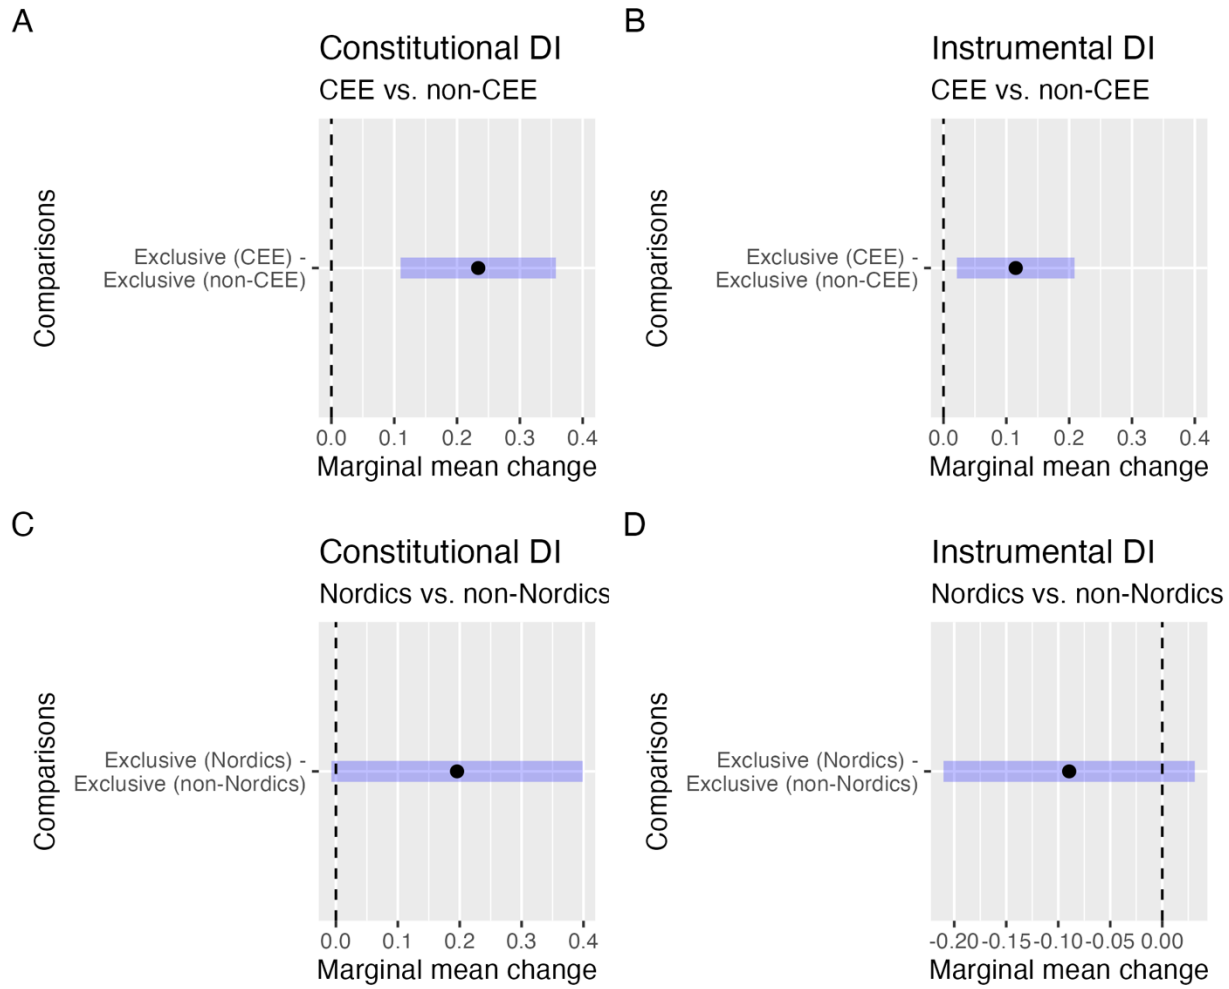 A
Constitutional DI
CEE vs. non-CEE
Comparisons
Exclusive (CEE) -
Exclusive (non-CEE)
0.0 0.1 0.2 0.3 0.4
Marginal mean change
B
Instrumental DI
CEE vs. non-CEE
Comparisons
Exclusive (CEE) -
Exclusive (non-CEE)
0.0 0.1 0.2 0.3 0.4
Marginal mean change
C
Constitutional DI
Nordics vs. non-Nordics
Comparisons
Exclusive (Nordics) -
Exclusive (non-Nordics)
0.0 0.1 0.2 0.3 0.4
Marginal mean change
D
Instrumental DI
Nordics vs. non-Nordics
Comparisons
Exclusive (Nordics) -
Exclusive (non-Nordics)
-0.20 -0.15 -0.10 -0.05 0.00
Marginal mean change